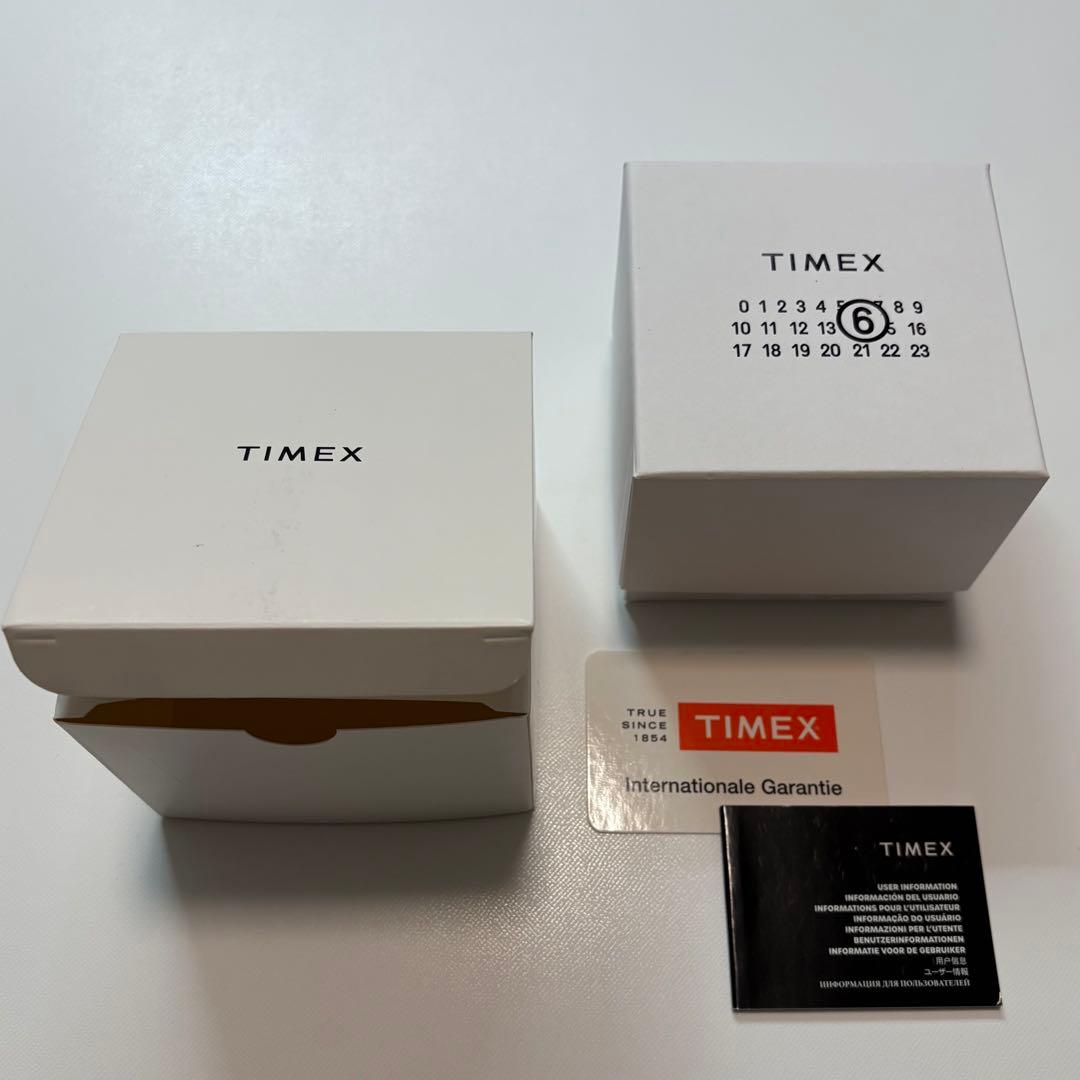 TIMEX
TIMEX
0 1 2 3 4 5 7 8 9
10 11 12 13 6 15 16
17 18 19 20 21 22 23
TRUE
SINCE
1854
TIMEX
Internationale Garantie
TIMEX
USER INFORMATION
INFORMACIÓN DEL USUARIO
INFORMATIONS POUR L'UTILISATEUR
INFORMAÇÃO DO USUÁRIO
INFORMAZIONI PER L'UTENTE
BENUTZERINFORMATIONEN
INFORMATIE VOOR DE GEBRUIKER
用户信息
ユーザー情報
ИНФОРМАЦИЯ ДЛЯ ПОЛЬЗОВАТЕЛЕЙ